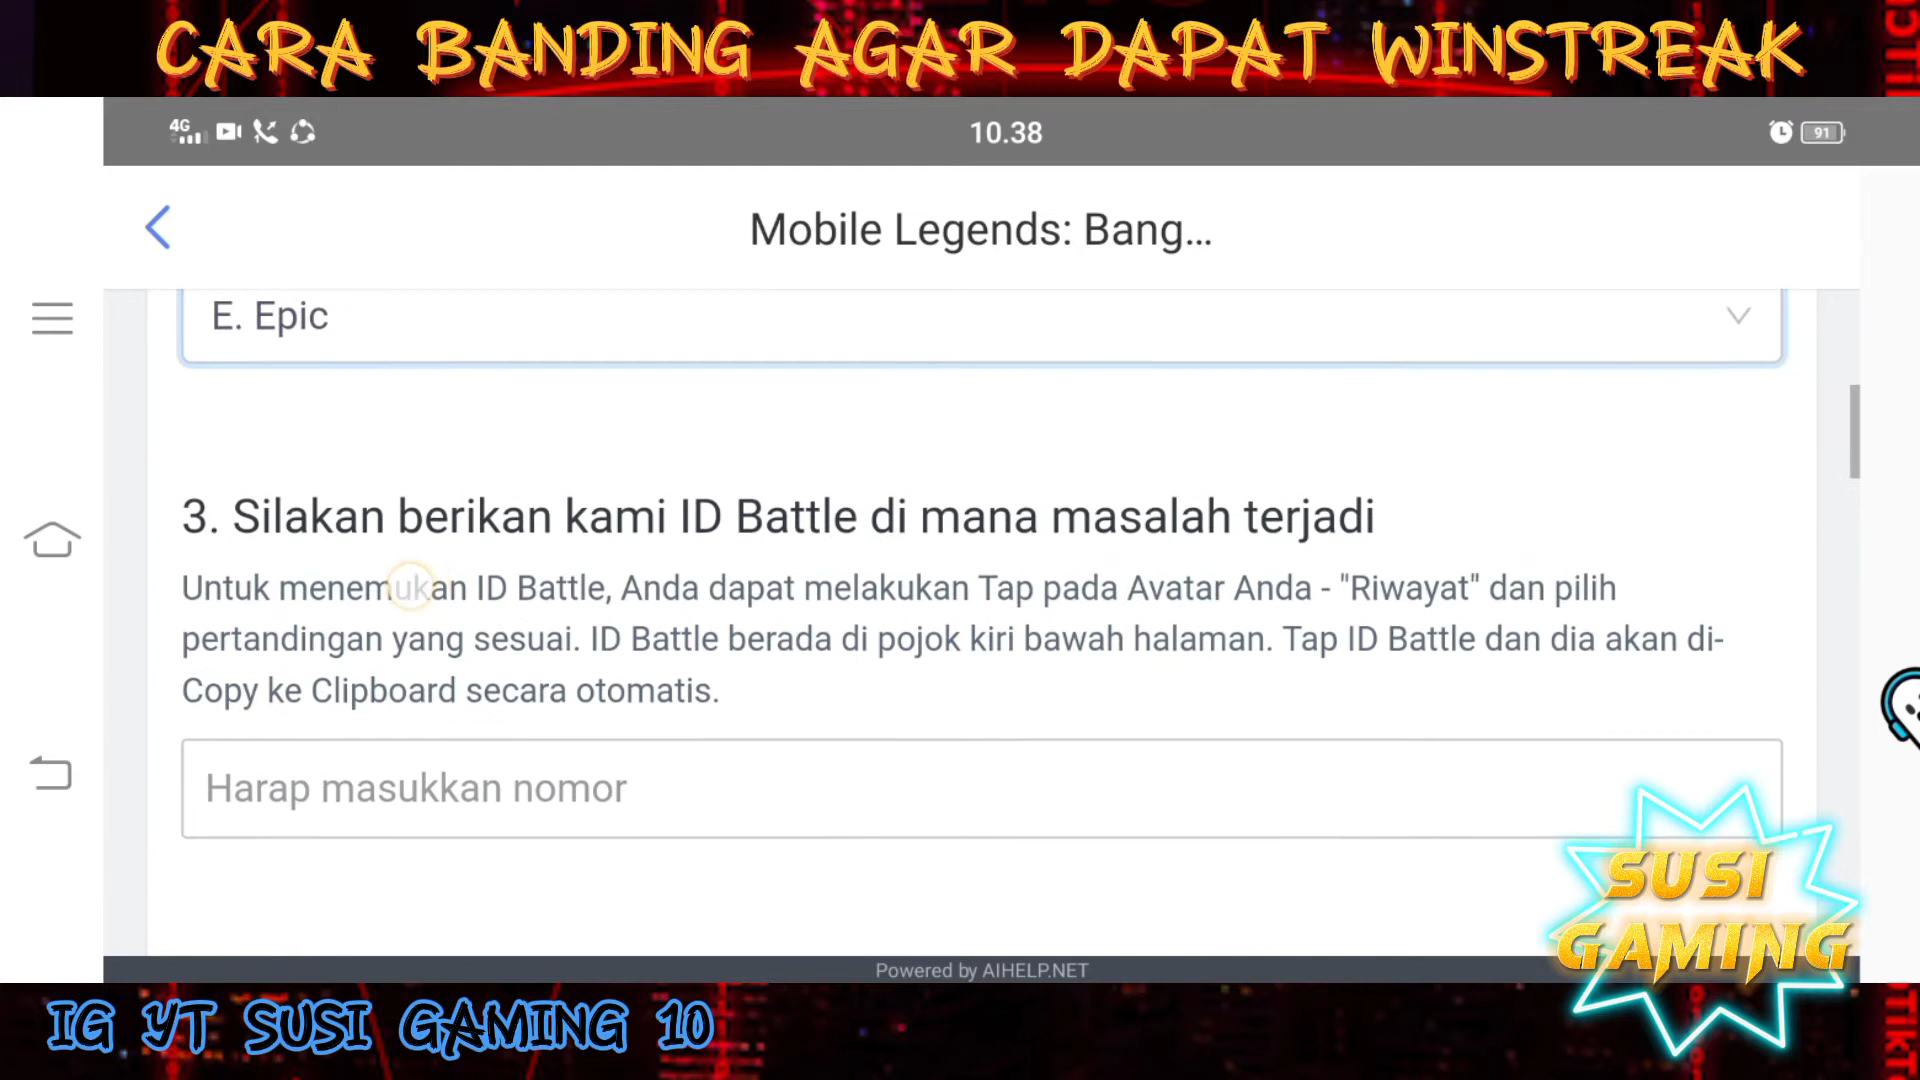 CARA BANDING AGAR DAPAT WINSTREAK
4G
10.38
91
Mobile Legends: Bang...
E. Epic
3. Silakan berikan kami ID Battle di mana masalah terjadi
Untuk menemukan ID Battle, Anda dapat melakukan Tap pada Avatar Anda - "Riwayat" dan pilih
pertandingan yang sesuai. ID Battle berada di pojok kiri bawah halaman. Tap ID Battle dan dia akan di-
Copy ke Clipboard secara otomatis.
Harap masukkan nomor
SUSI
GAMING
Powered by AIHELP.NET
IG YT SUSI GAMING 10